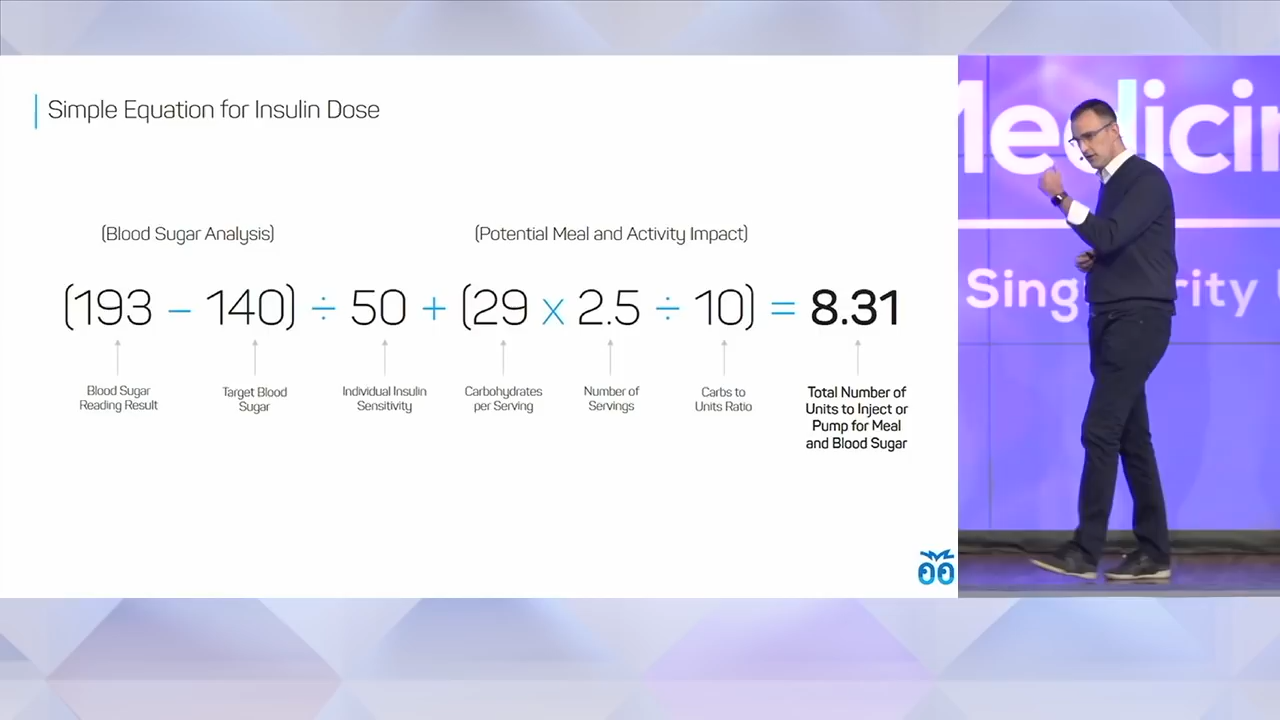 Simple Equation for Insulin Dose
(Blood Sugar Analysis)
(Potential Meal and Activity Impact)
(193 – 140) ÷ 50 + (29 x 2.5 ÷ 10) = 8.31
Blood Sugar
Reading Result
Target Blood
Sugar
Individual Insulin
Sensitivity
Carbohydrates
per Serving
Number of
Servings
Carbs to
Units Ratio
Total Number of
Units to Inject or
Pump for Meal
and Blood Sugar
Medicin